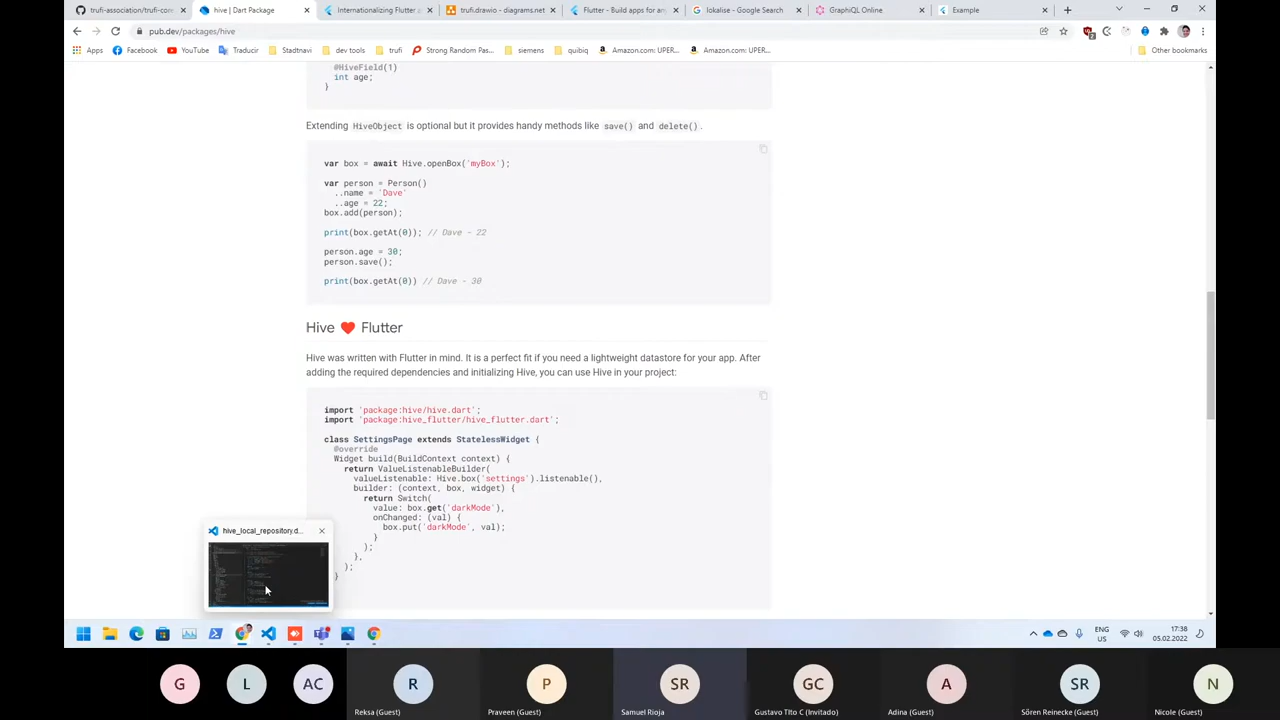 trufi-association/trufi-con
hive | Dart Package
Internationalizing Flutter a
trufi.drawio - diagrams.net
Flutter - Build apps for an
lokalise - Google Search
GraphiQL Online
Example
pub.dev/packages/hive
Apps
Facebook
YouTube
Traducir
Stadtnavi
dev tools
trufi
Strong Random Pas...
siemens
quibiq
Amazon.com: UPER...
Amazon.com: UPER...
Other bookmarks
@HiveField(1)
int age;
}
Extending HiveObject is optional but it provides handy methods like save() and delete().
var box = await Hive.openBox('myBox');
var person = Person()
..name = 'Dave'
..age = 22;
box.add(person);
print(box.getAt(0)); // Dave - 22
person.age = 30;
person.save();
print(box.getAt(0)) // Dave - 30
Hive ❤️ Flutter
Hive was written with Flutter in mind. It is a perfect fit if you need a lightweight datastore for your app. After
adding the required dependencies and initializing Hive, you can use Hive in your project:
import 'package:hive/hive.dart';
import 'package:hive_flutter/hive_flutter.dart';
class SettingsPage extends StatelessWidget {
@override
Widget build(BuildContext context) {
return ValueListenableBuilder(
valueListenable: Hive.box('settings').listenable(),
builder: (context, box, widget) {
return Switch(
value: box.get('darkMode'),
onChanged: (val) {
box.put('darkMode', val);
}
);
},
);
}
hive_local_repository.d...
ENG
US
17:38
05.02.2022
G
L
AC
R
Reksa (Guest)
P
Praveen (Guest)
SR
Samuel Rioja
GC
Gustavo TIto C (Invitado)
A
Adina (Guest)
SR
Sören Reinecke (Guest)
N
Nicole (Guest)